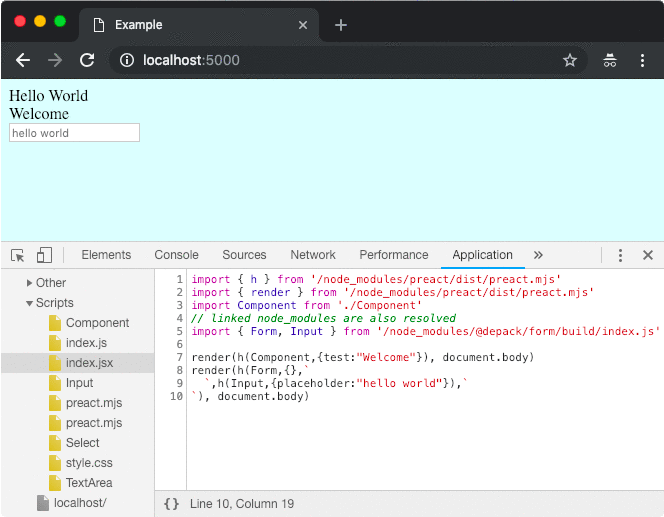 Example
localhost:5000
Hello World
Welcome
hello world
Elements Console Sources Network Performance Application »
Other
Scripts
Component
index.js
index.jsx
Input
preact.mjs
preact.mjs
Select
style.css
TextArea
localhost/
1 import { h } from '/node_modules/preact/dist/preact.mjs'
2 import { render } from '/node_modules/preact/dist/preact.mjs'
3 import Component from './Component'
4 // linked node_modules are also resolved
5 import { Form, Input } from '/node_modules/@depack/form/build/index.js'
6
7 render(h(Component,{test:"Welcome"}), document.body)
8 render(h(Form,{},`
9   `,h(Input,{placeholder:"hello world"}),`
10 `), document.body)
{} Line 10, Column 19